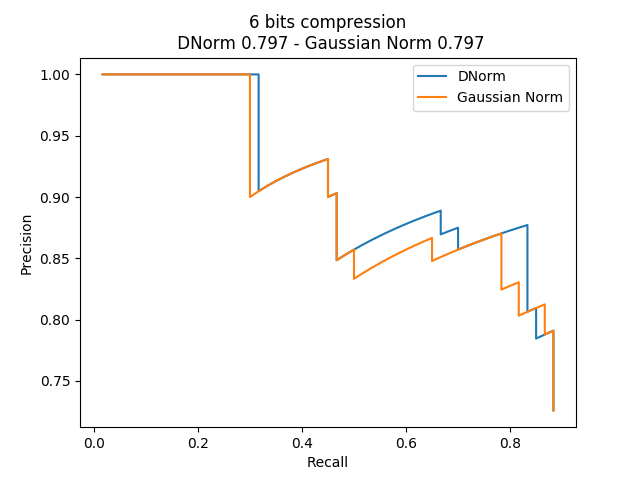 6 bits compression
DNorm 0.797 - Gaussian Norm 0.797
DNorm
Gaussian Norm
1.00
0.95
0.90
0.85
0.80
0.75
Precision
0.0 0.2 0.4 0.6 0.8
Recall